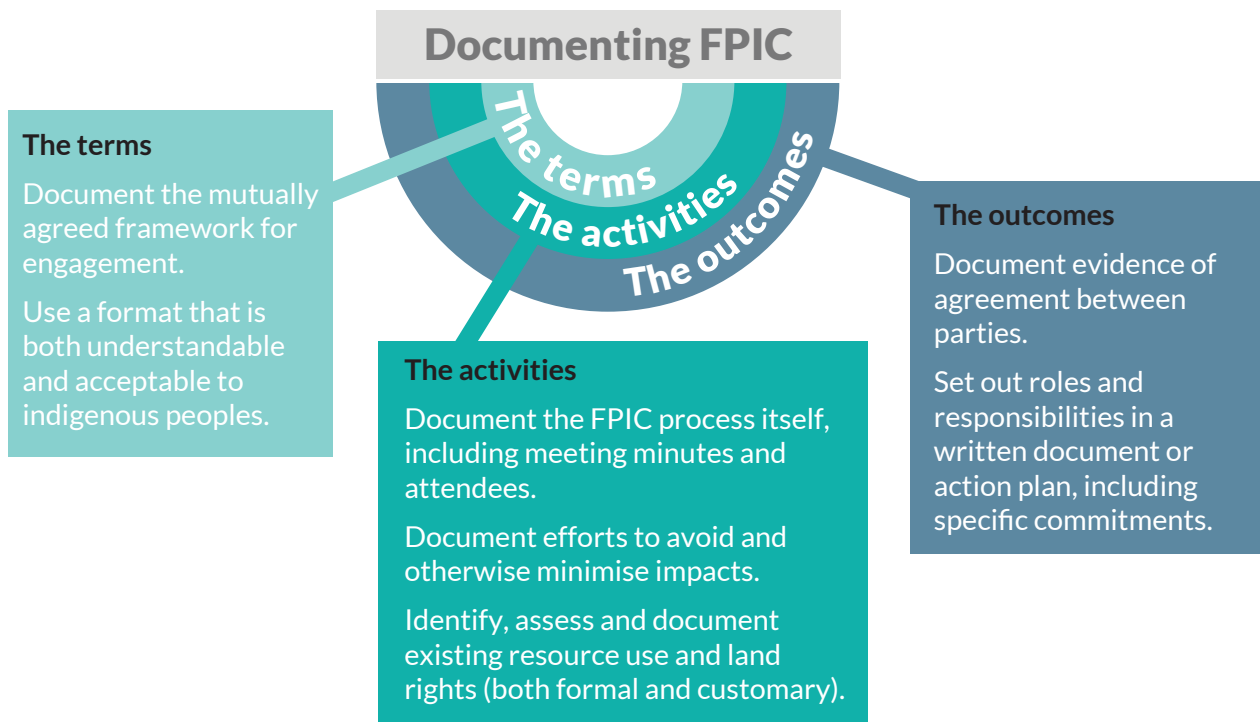 Documenting FPIC
The terms
The activities
The outcomes
The terms
Document the mutually
agreed framework for
engagement.
Use a format that is
both understandable
and acceptable to
indigenous peoples.
The activities
Document the FPIC process itself,
including meeting minutes and
attendees.
Document efforts to avoid and
otherwise minimise impacts.
Identify, assess and document
existing resource use and land
rights (both formal and customary).
The outcomes
Document evidence of
agreement between
parties.
Set out roles and
responsibilities in a
written document or
action plan, including
specific commitments.